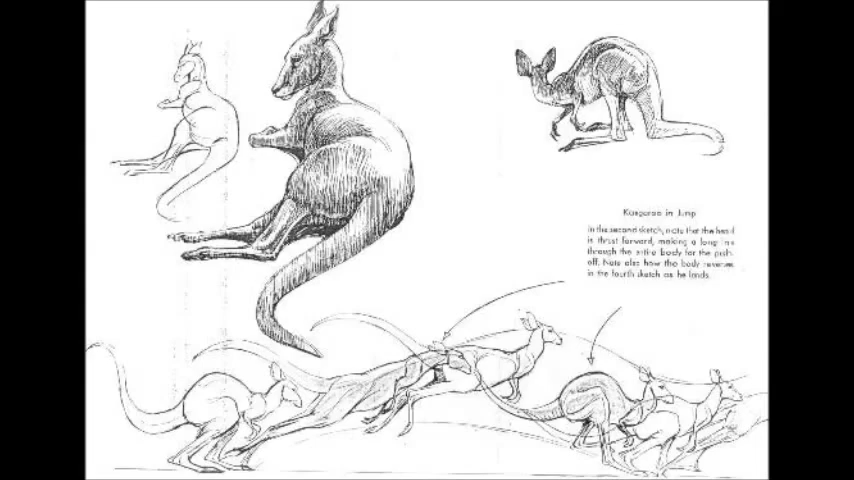 Kangaroo in Jump
In the second sketch, note that the head
is thrust forward, making a long line
through the entire body for the push-
off. Note also how the body reverses
in the fourth sketch as he lands.